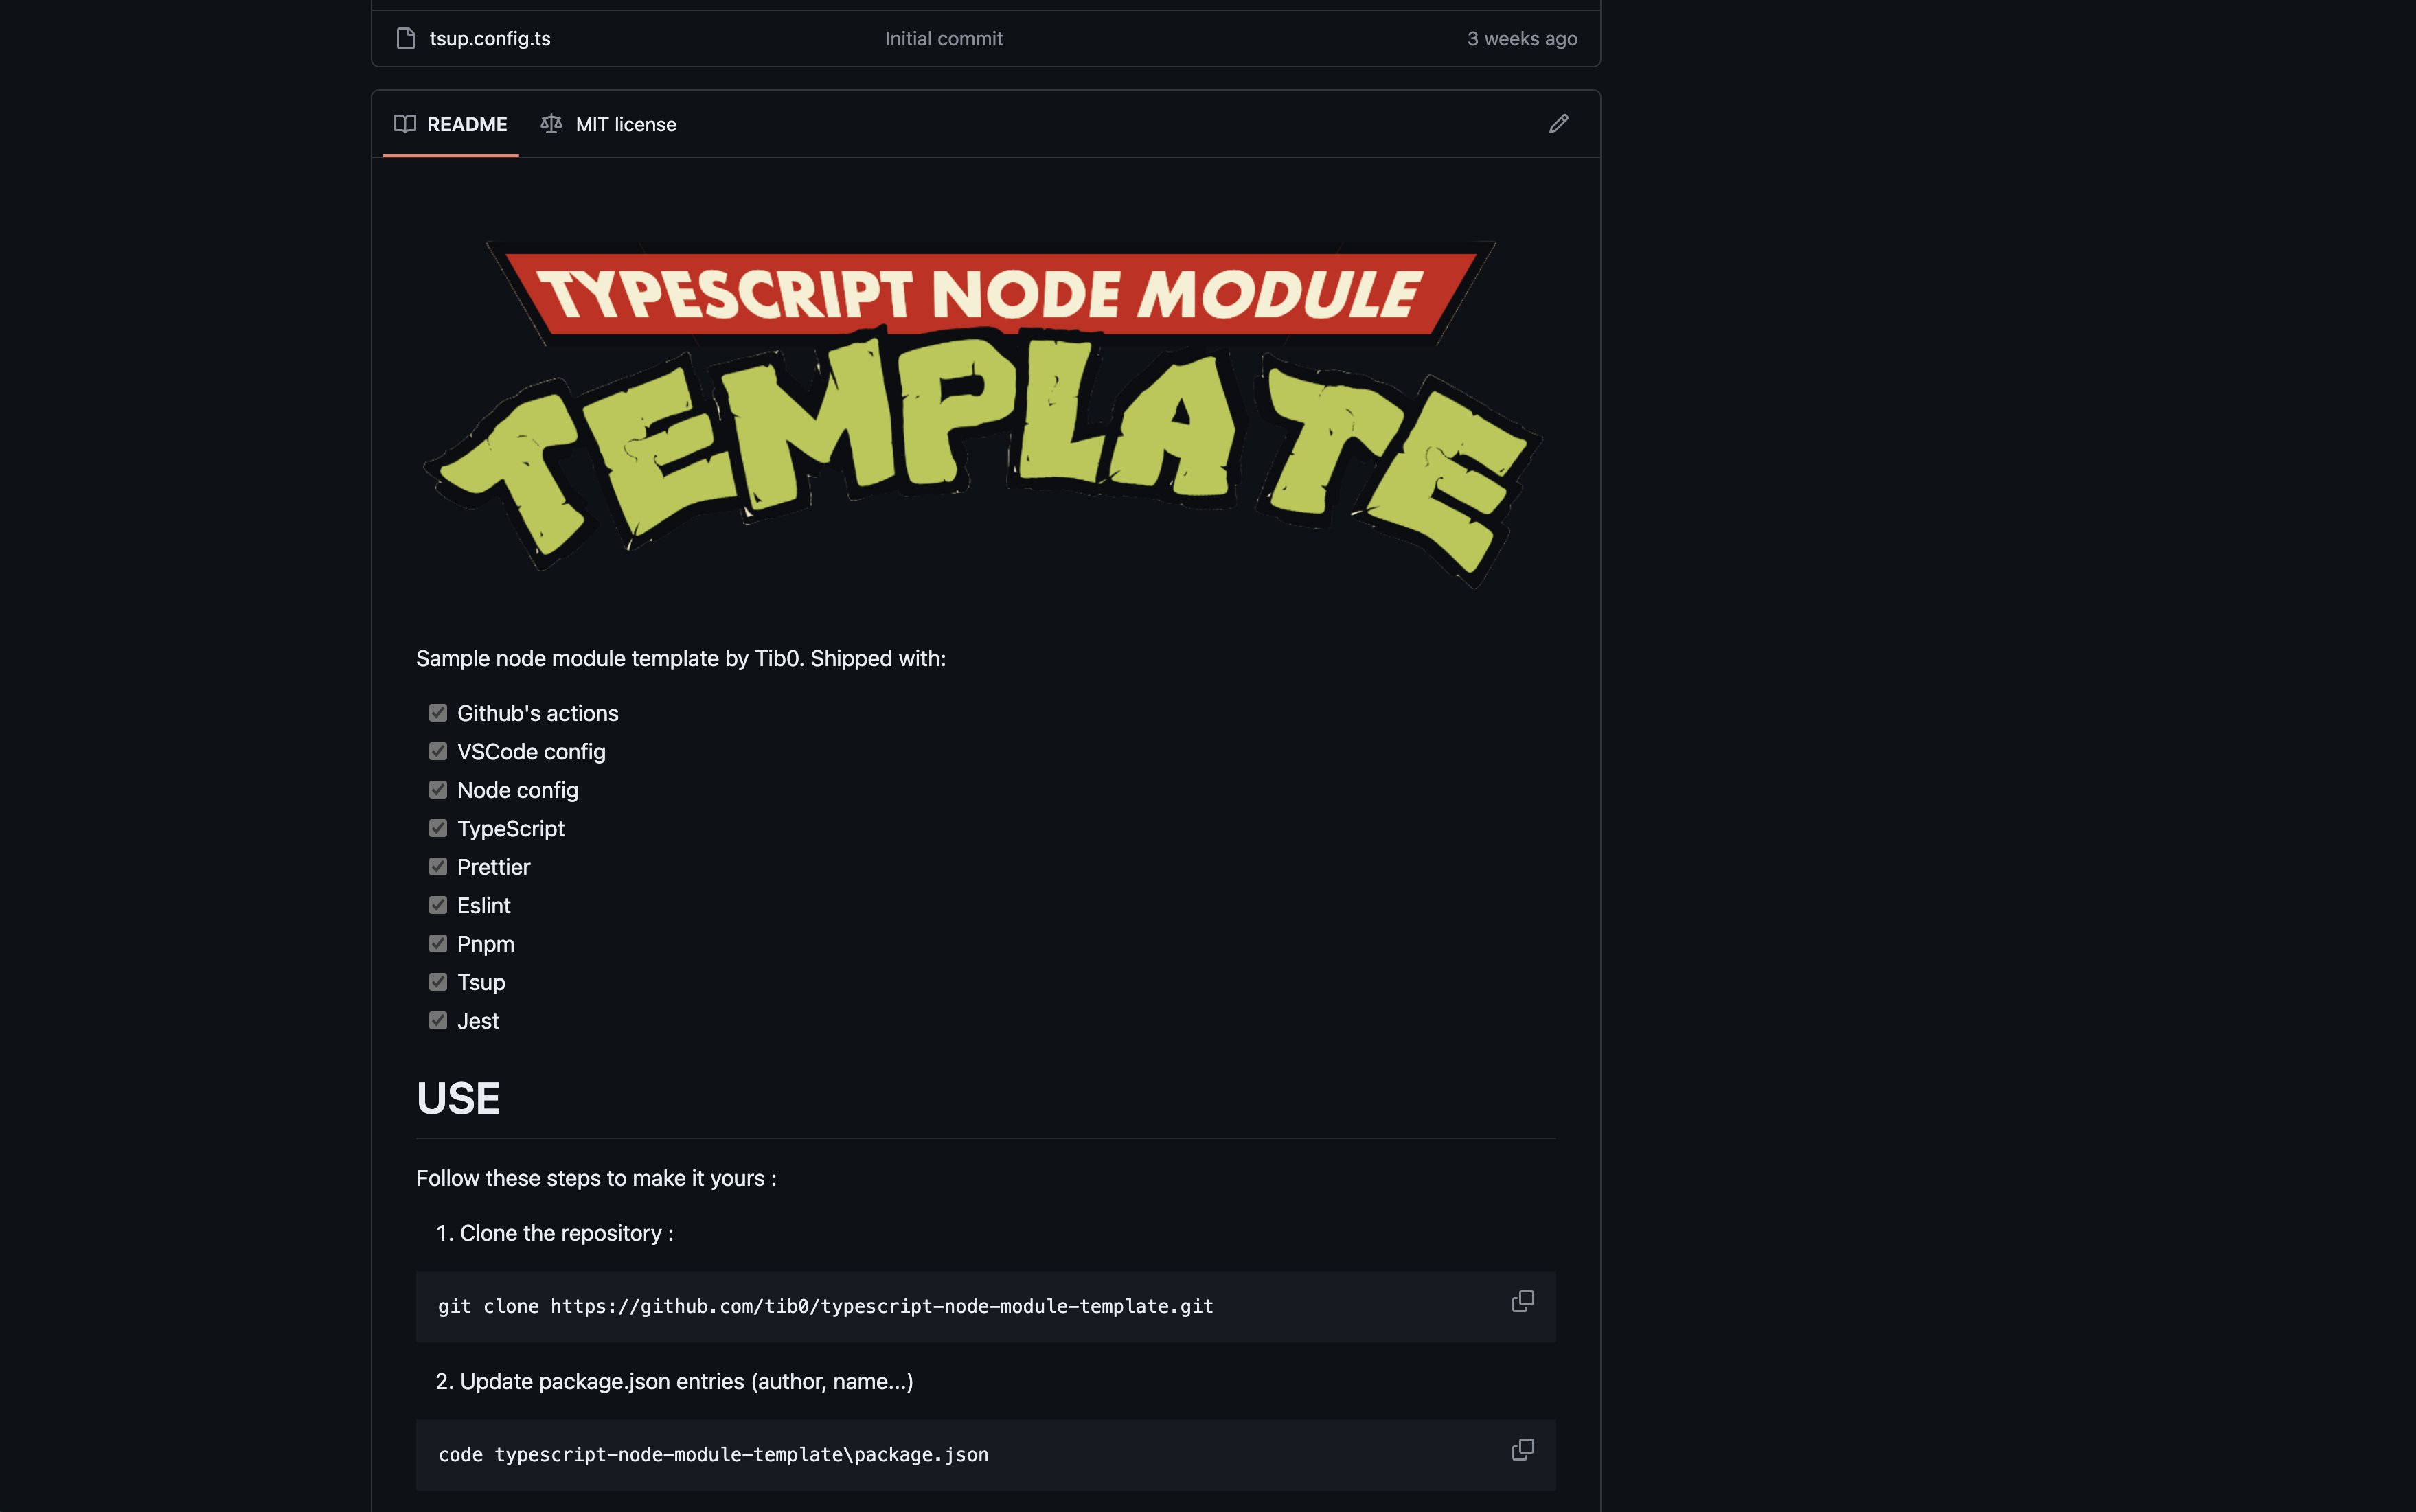 tsup.config.ts Initial commit 3 weeks ago
README MIT license
TYPESCRIPT NODE MODULE
TEMPLATE
Sample node module template by Tib0. Shipped with:
Github's actions
VSCode config
Node config
TypeScript
Prettier
Eslint
Pnpm
Tsup
Jest
USE
Follow these steps to make it yours :
1. Clone the repository :
git clone https://github.com/tib0/typescript-node-module-template.git
2. Update package.json entries (author, name...)
code typescript-node-module-template\package.json